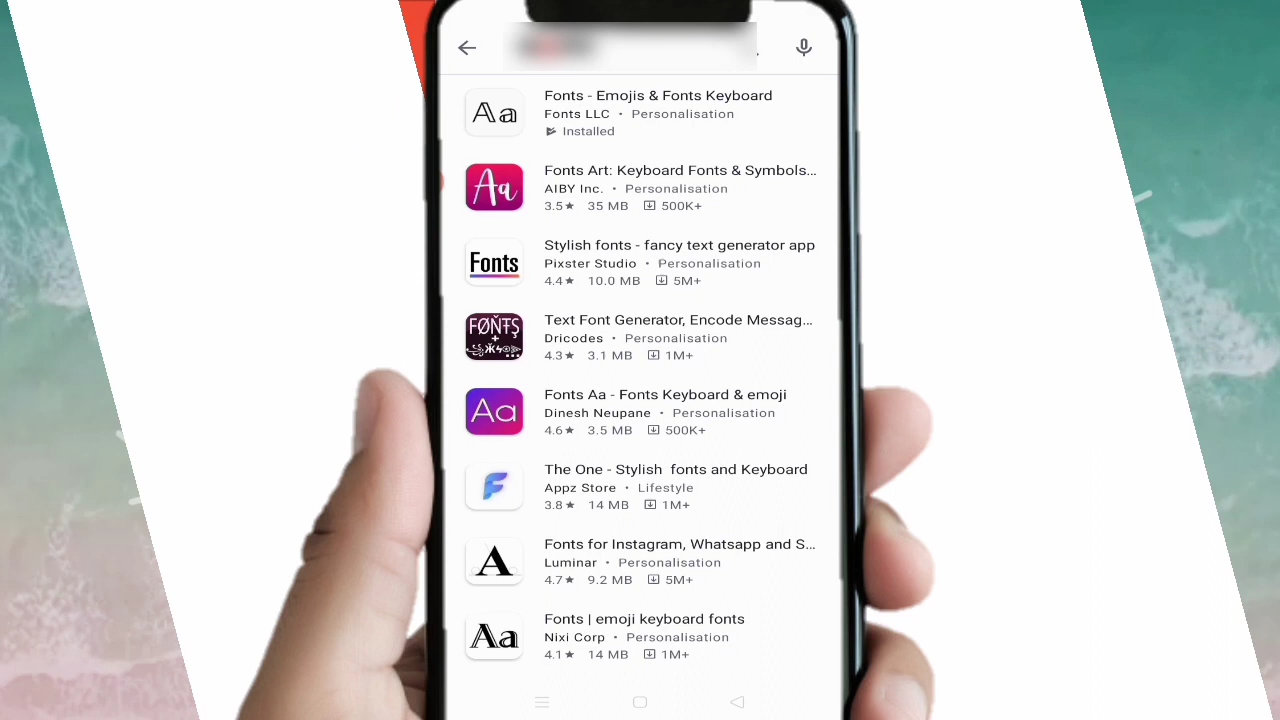 Aa
Fonts - Emojis & Fonts Keyboard
Fonts LLC • Personalisation
Installed
Aa
Fonts Art: Keyboard Fonts & Symbols...
AIBY Inc. • Personalisation
3.5★ 35 MB 500K+
Fonts
Stylish fonts - fancy text generator app
Pixster Studio • Personalisation
4.4★ 10.0 MB 5M+
FØÑŤŞ
+
Text Font Generator, Encode Messag...
Dricodes • Personalisation
4.3★ 3.1 MB 1M+
Aa
Fonts Aa - Fonts Keyboard & emoji
Dinesh Neupane • Personalisation
4.6★ 3.5 MB 500K+
F
The One - Stylish fonts and Keyboard
Appz Store • Lifestyle
3.8★ 14 MB 1M+
A
Fonts for Instagram, Whatsapp and S...
Luminar • Personalisation
4.7★ 9.2 MB 5M+
Aa
Fonts | emoji keyboard fonts
Nixi Corp • Personalisation
4.1★ 14 MB 1M+